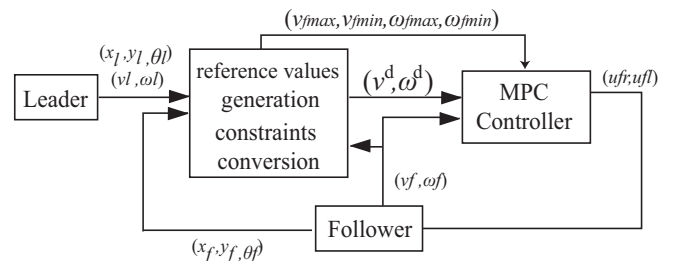 (vfmax,vfmin,ωfmax,ωfmin)
(xl,yl,θl)
(vl,ωl)
Leader
reference values
generation
constraints
conversion
(vd,ωd)
MPC
Controller
(ufr,ufl)
(vf,ωf)
Follower
(xf,yf,θf)